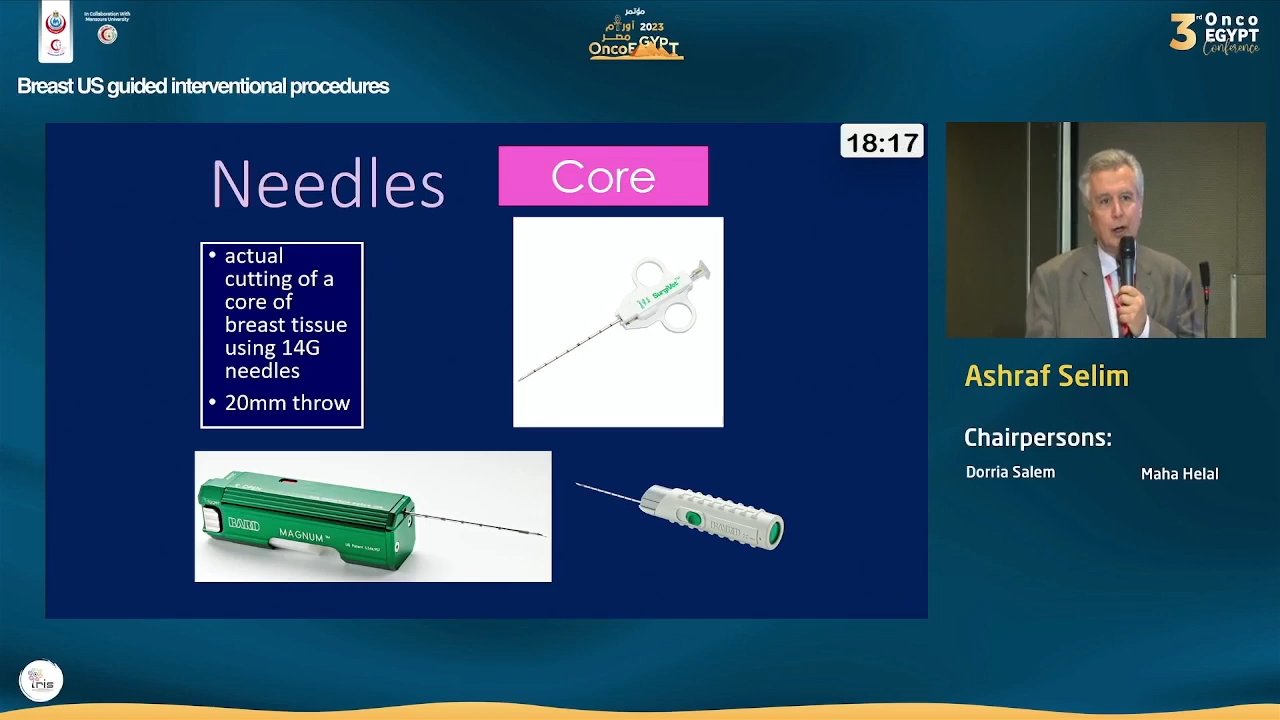 In Collaboration With
Mansoura University
مؤتمر
أورام 2023
مصر
OncoEGYPT
3rd Onco
EGYPT
Conference
Breast US guided interventional procedures
18:17
Needles
Core
• actual
cutting of a
core of
breast tissue
using 14G
needles
• 20mm throw
SurgiVet™
BARD
MAGNUM™
BARD
Ashraf Selim
Chairpersons:
Dorria Salem
Maha Helal
iris